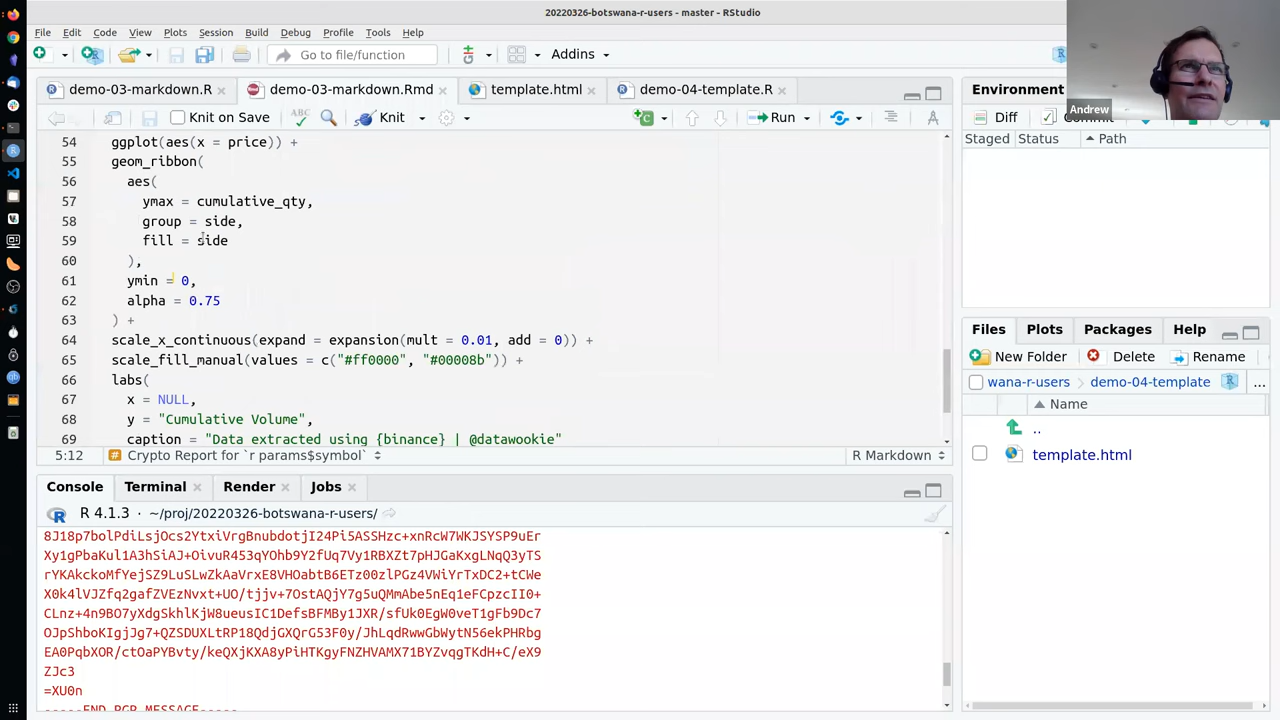 20220326-botswana-r-users - master - RStudio
File Edit Code View Plots Session Build Debug Profile Tools Help
Go to file/function
Addins
demo-03-markdown.R
demo-03-markdown.Rmd
template.html
demo-04-template.R
Knit on Save
ABC
Knit
Run
54 ggplot(aes(x = price)) +
55 geom_ribbon(
56 aes(
57 ymax = cumulative_qty,
58 group = side,
59 fill = side
60 ),
61 ymin = 0,
62 alpha = 0.75
63 ) +
64 scale_x_continuous(expand = expansion(mult = 0.01, add = 0)) +
65 scale_fill_manual(values = c("#ff0000", "#00008b")) +
66 labs(
67 x = NULL,
68 y = "Cumulative Volume",
69 caption = "Data extracted using {binance} | @datawookie"
5:12 Crypto Report for `r params$symbol` R Markdown
Console Terminal Render Jobs
R 4.1.3 · ~/proj/20220326-botswana-r-users/
8J18p7bolPdiLsjOcs2YtxiVrgBnubdotjI24Pi5ASSHzc+xnRcW7WKJSYSP9uEr
Xy1gPbaKul1A3hSiAJ+OivuR453qYOhb9Y2fUq7Vy1RBXZt7pHJGaKxgLNqQ3yTS
rYKAkckoMfYejSZ9LuSLwZkAaVrxE8VHOabtB6ETz00zlPGz4VWiYrTxDC2+tCWe
X0k4lVJZfq2gafZVEzNvxt+UO/tjjv+7OstAQjY7g5uQMmAbe5nEq1eFCpzcII0+
CLnz+4n9BO7yXdgSkhlKjW8ueusIC1DefsBFMBy1JXR/sfUk0EgW0veT1gFb9Dc7
OJpShboKIgjJg7+QZSDUXLtRP18QdjGXQrG53F0y/JhLqdRwwGbWytN56ekPHRbg
EA0PqbXOR/ctOaPYBvty/keQXjKXA8yPiHTKgyFNZHVAMX71BYZvqgTKdH+C/eX9
ZJc3
=XU0n
-----END PGP MESSAGE-----
Environment
Andrew
Diff
Commit
Staged Status Path
Files Plots Packages Help
New Folder Delete Rename
wana-r-users demo-04-template ...
Name
..
template.html